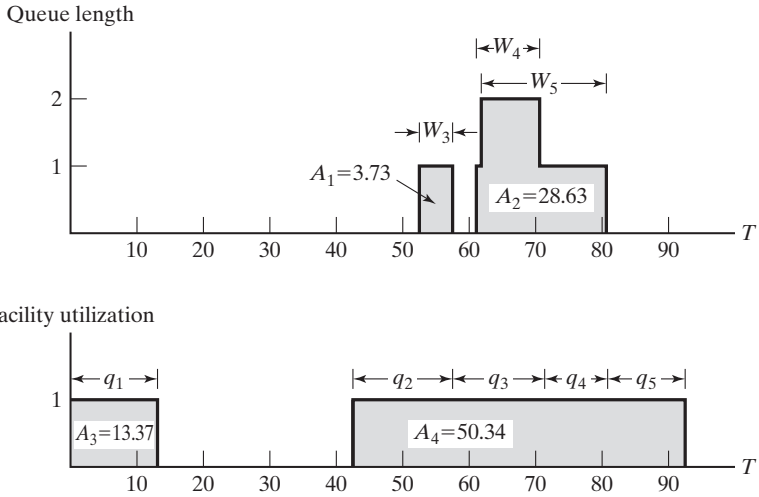 Queue length
W₄
W₅
2
W₃
1
A₁=3.73
A₂=28.63
10 20 30 40 50 60 70 80 90 T
acility utilization
q₁ q₂ q₃ q₄ q₅
1
A₃=13.37 A₄=50.34
10 20 30 40 50 60 70 80 90 T